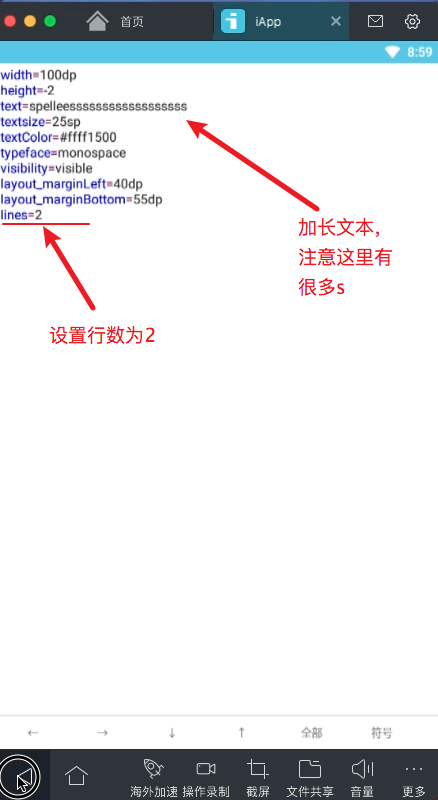 首页
iApp
8:59
width=100dp
height=-2
text=spelleesssssssssssssssssss
textsize=25sp
textColor=#ffff1500
typeface=monospace
visibility=visible
layout_marginLeft=40dp
layout_marginBottom=55dp
lines=2
加长文本,
注意这里有
很多s
设置行数为2
← → ↓ ↑ 全部 符号
海外加速 操作录制 截屏 文件共享 音量 更多